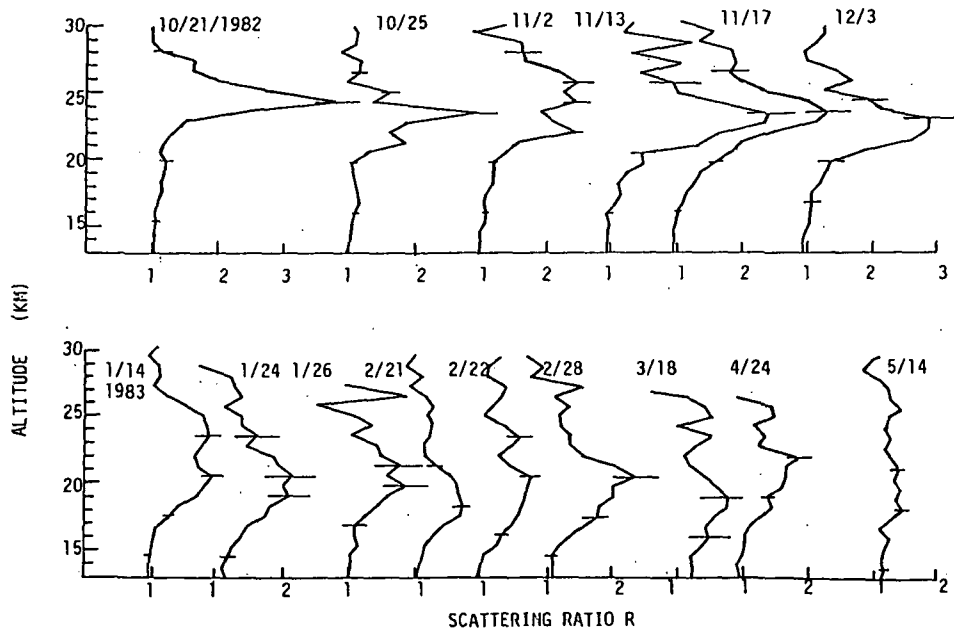 10/21/1982 10/25 11/2 11/13 11/17 12/3
30
25
20
15
1 2 3 1 2 1 2 1 1 2 1 2 3
ALTITUDE (KM)
30
25
20
15
1/14 1983 1/24 1/26 2/21 2/22 2/28 3/18 4/24 5/14
1 1 2 1 1 1 1 2 1 1 2 1 2
SCATTERING RATIO R